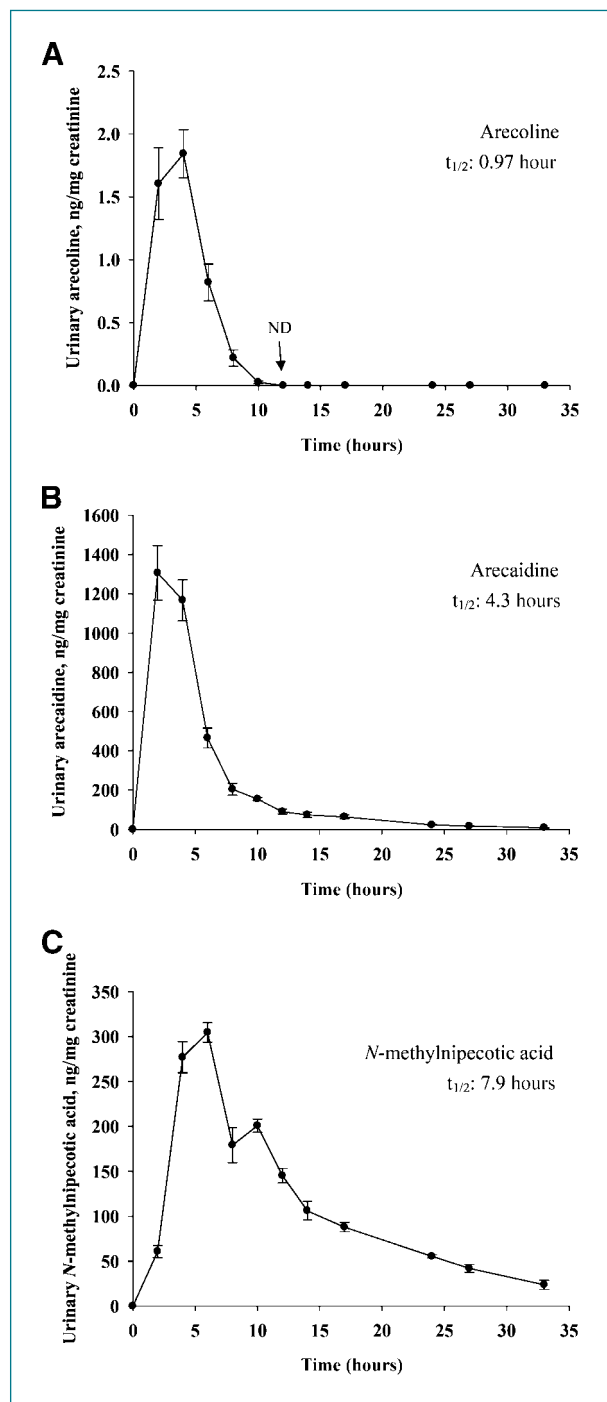 A
Urinary arecoline, ng/mg creatinine
2.5
2.0
1.5
1.0
0.5
0.0
Arecoline
t1/2: 0.97 hour
ND
0 5 10 15 20 25 30 35
Time (hours)
B
Urinary arecaidine, ng/mg creatinine
1600
1400
1200
1000
800
600
400
200
0
Arecaidine
t1/2: 4.3 hours
0 5 10 15 20 25 30 35
Time (hours)
C
Urinary N-methylnipecotic acid, ng/mg creatinine
350
300
250
200
150
100
50
0
N-methylnipecotic acid
t1/2: 7.9 hours
0 5 10 15 20 25 30 35
Time (hours)